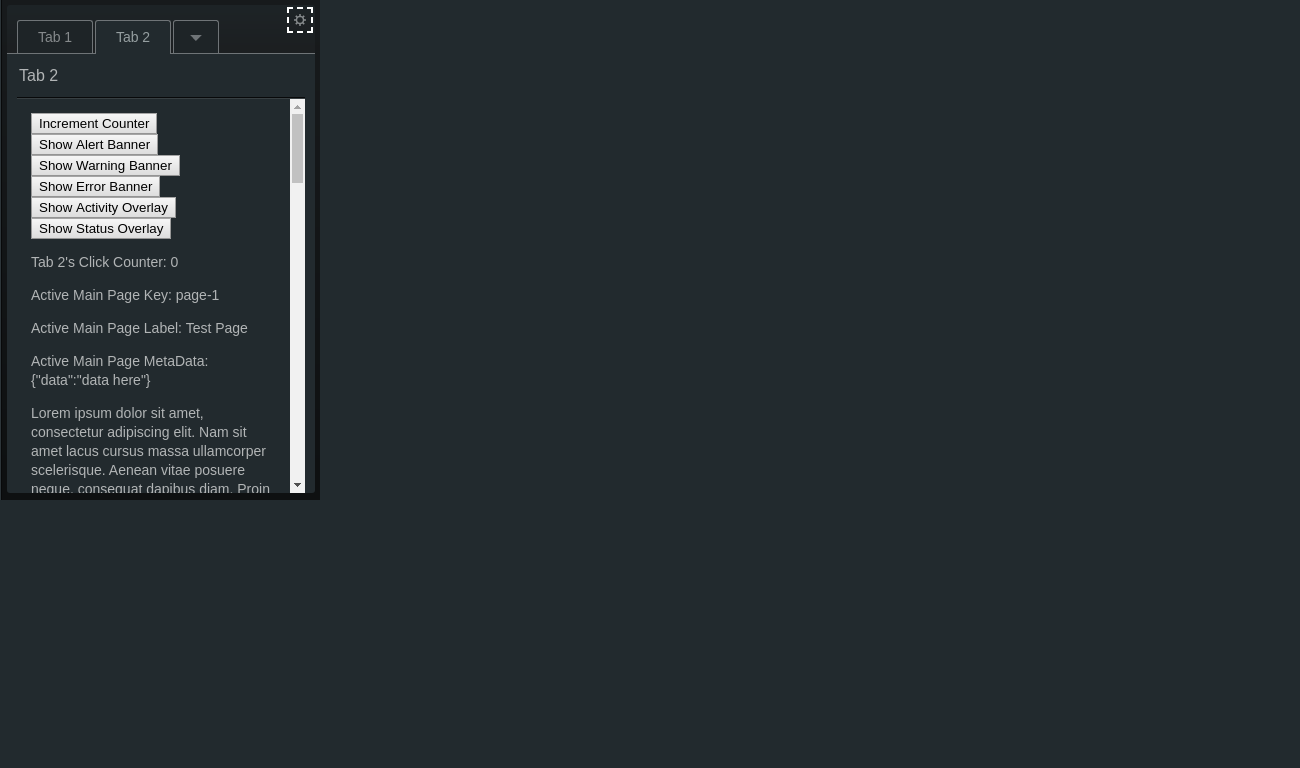 Tab 1
Tab 2
Tab 2
Increment Counter
Show Alert Banner
Show Warning Banner
Show Error Banner
Show Activity Overlay
Show Status Overlay
Tab 2's Click Counter: 0
Active Main Page Key: page-1
Active Main Page Label: Test Page
Active Main Page MetaData:
{"data":"data here"}
Lorem ipsum dolor sit amet,
consectetur adipiscing elit. Nam sit
amet lacus cursus massa ullamcorper
scelerisque. Aenean vitae posuere
neque, consequat dapibus diam. Proin